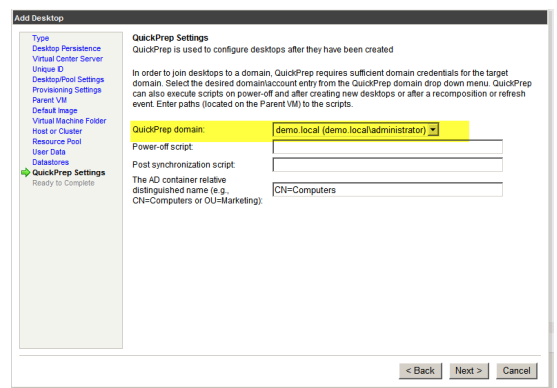 Add Desktop
Type
Desktop Persistence
Virtual Center Server
Unique ID
Desktop/Pool Settings
Provisioning Settings
Parent VM
Default Image
Virtual Machine Folder
Host or Cluster
Resource Pool
User Data
Datastores
QuickPrep Settings
Ready to Complete
QuickPrep Settings
QuickPrep is used to configure desktops after they have been created
In order to join desktops to a domain, QuickPrep requires sufficient domain credentials for the target
domain. Select the desired domain\account entry from the QuickPrep domain drop down menu. QuickPrep
can also execute scripts on power-off and after creating new desktops or after a recomposition or refresh
event. Enter paths (located on the Parent VM) to the scripts.
QuickPrep domain: demo.local (demo.local\administrator)
Power-off script:
Post synchronization script:
The AD container relative
distinguished name (e.g., CN=Computers
CN=Computers or OU=Marketing):
< Back Next > Cancel